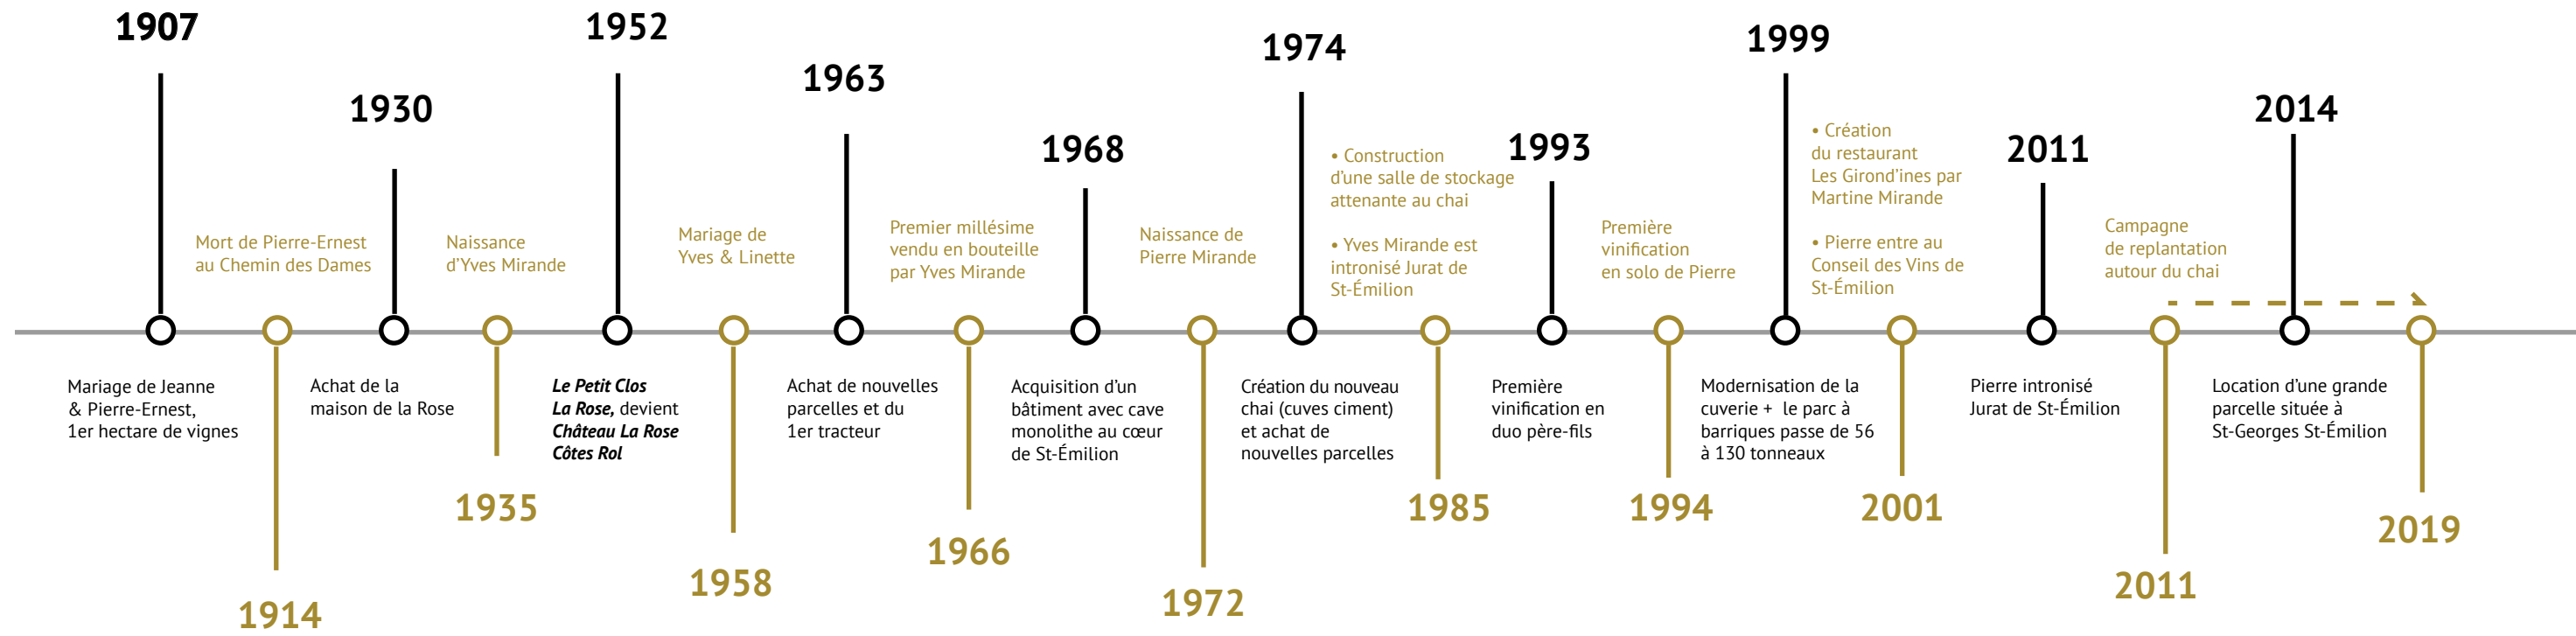 1907
Mariage de Jeanne
& Pierre-Ernest,
1er hectare de vignes
Mort de Pierre-Ernest
au Chemin des Dames
1914
1930
Achat de la
maison de la Rose
Naissance
d'Yves Mirande
1935
1952
Le Petit Clos
La Rose, devient
Château La Rose
Côtes Rol
Mariage de
Yves & Linette
1958
1963
Achat de nouvelles
parcelles et du
1er tracteur
Premier millésime
vendu en bouteille
par Yves Mirande
1966
1968
Acquisition d'un
bâtiment avec cave
monolithe au cœur
de St-Émilion
Naissance de
Pierre Mirande
1972
1974
Création du nouveau
chai (cuves ciment)
et achat de
nouvelles parcelles
• Construction
d'une salle de stockage
attenante au chai
• Yves Mirande est
intronisé Jurat de
St-Émilion
1985
1993
Première
vinification en
duo père-fils
Première
vinification
en solo de Pierre
1994
1999
Modernisation de la
cuverie + le parc à
barriques passe de 56
à 130 tonneaux
• Création
du restaurant
Les Girond'ines par
Martine Mirande
• Pierre entre au
Conseil des Vins de
St-Émilion
2001
2011
Pierre intronisé
Jurat de St-Émilion
Campagne
de replantation
autour du chai
2011
2014
Location d'une grande
parcelle située à
St-Georges St-Émilion
2019